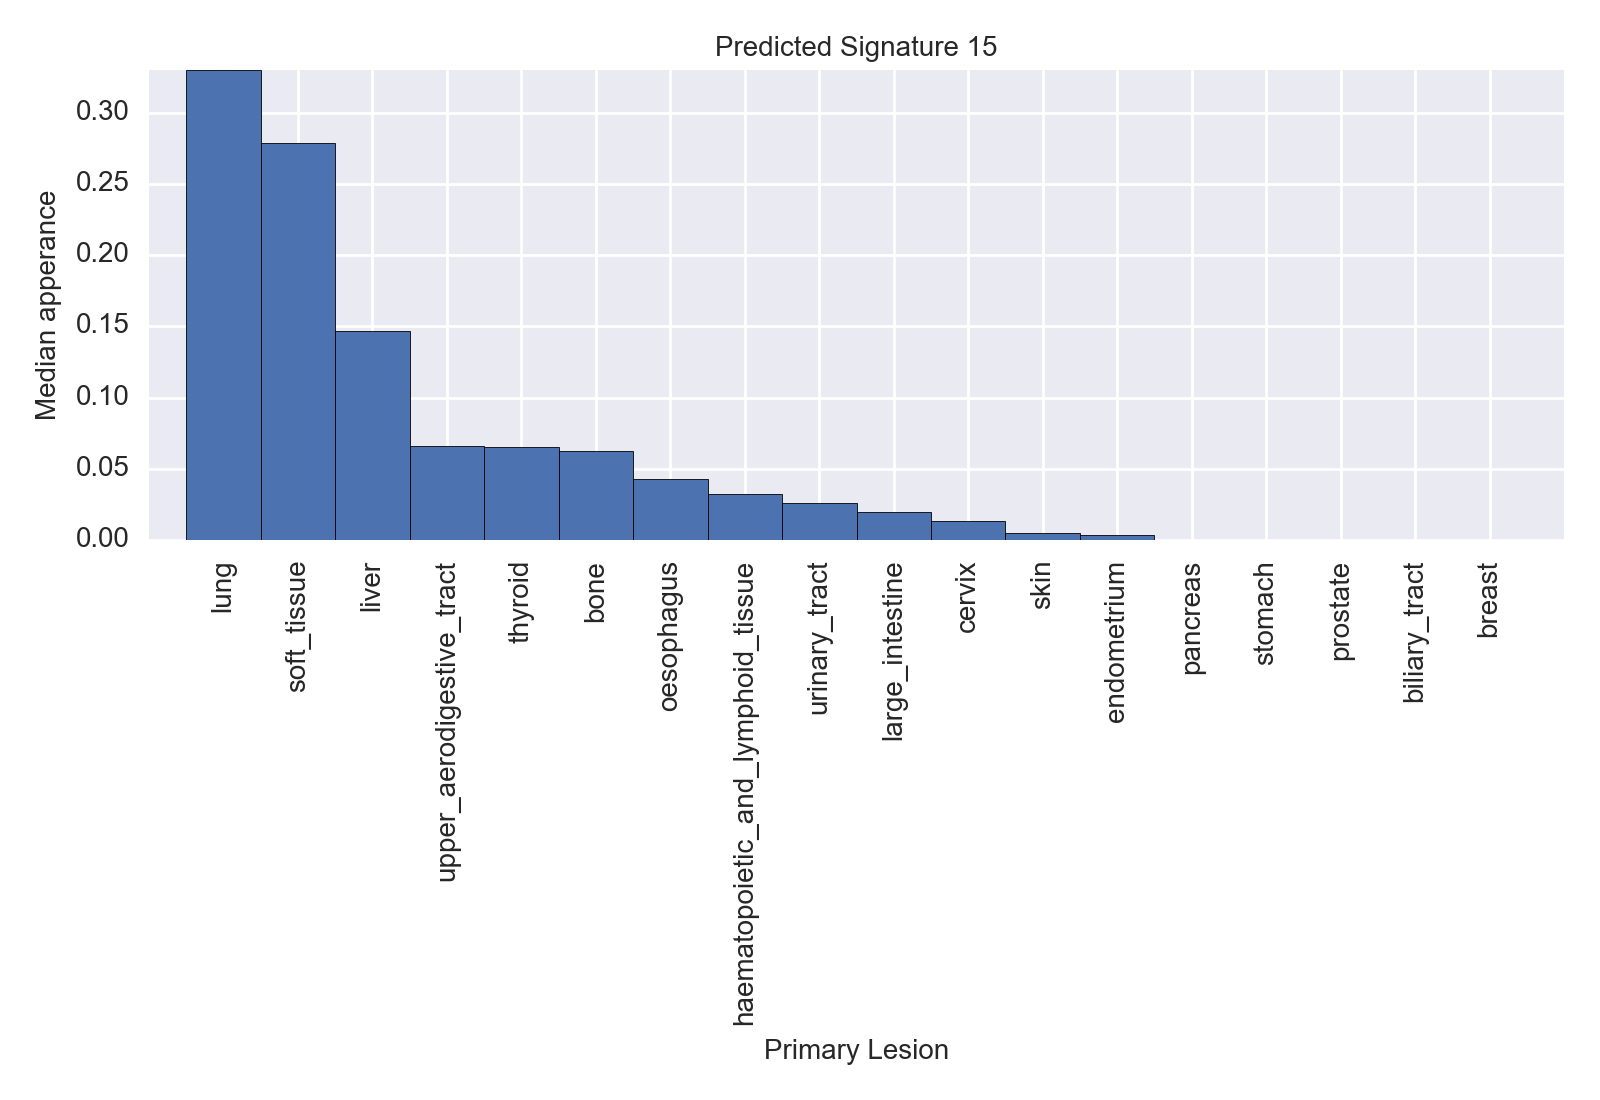 Predicted Signature 15
Median apperance
0.30
0.25
0.20
0.15
0.10
0.05
0.00
lung
soft_tissue
liver
upper_aerodigestive_tract
thyroid
bone
oesophagus
haematopoietic_and_lymphoid_tissue
urinary_tract
large_intestine
cervix
skin
endometrium
pancreas
stomach
prostate
biliary_tract
breast
Primary Lesion